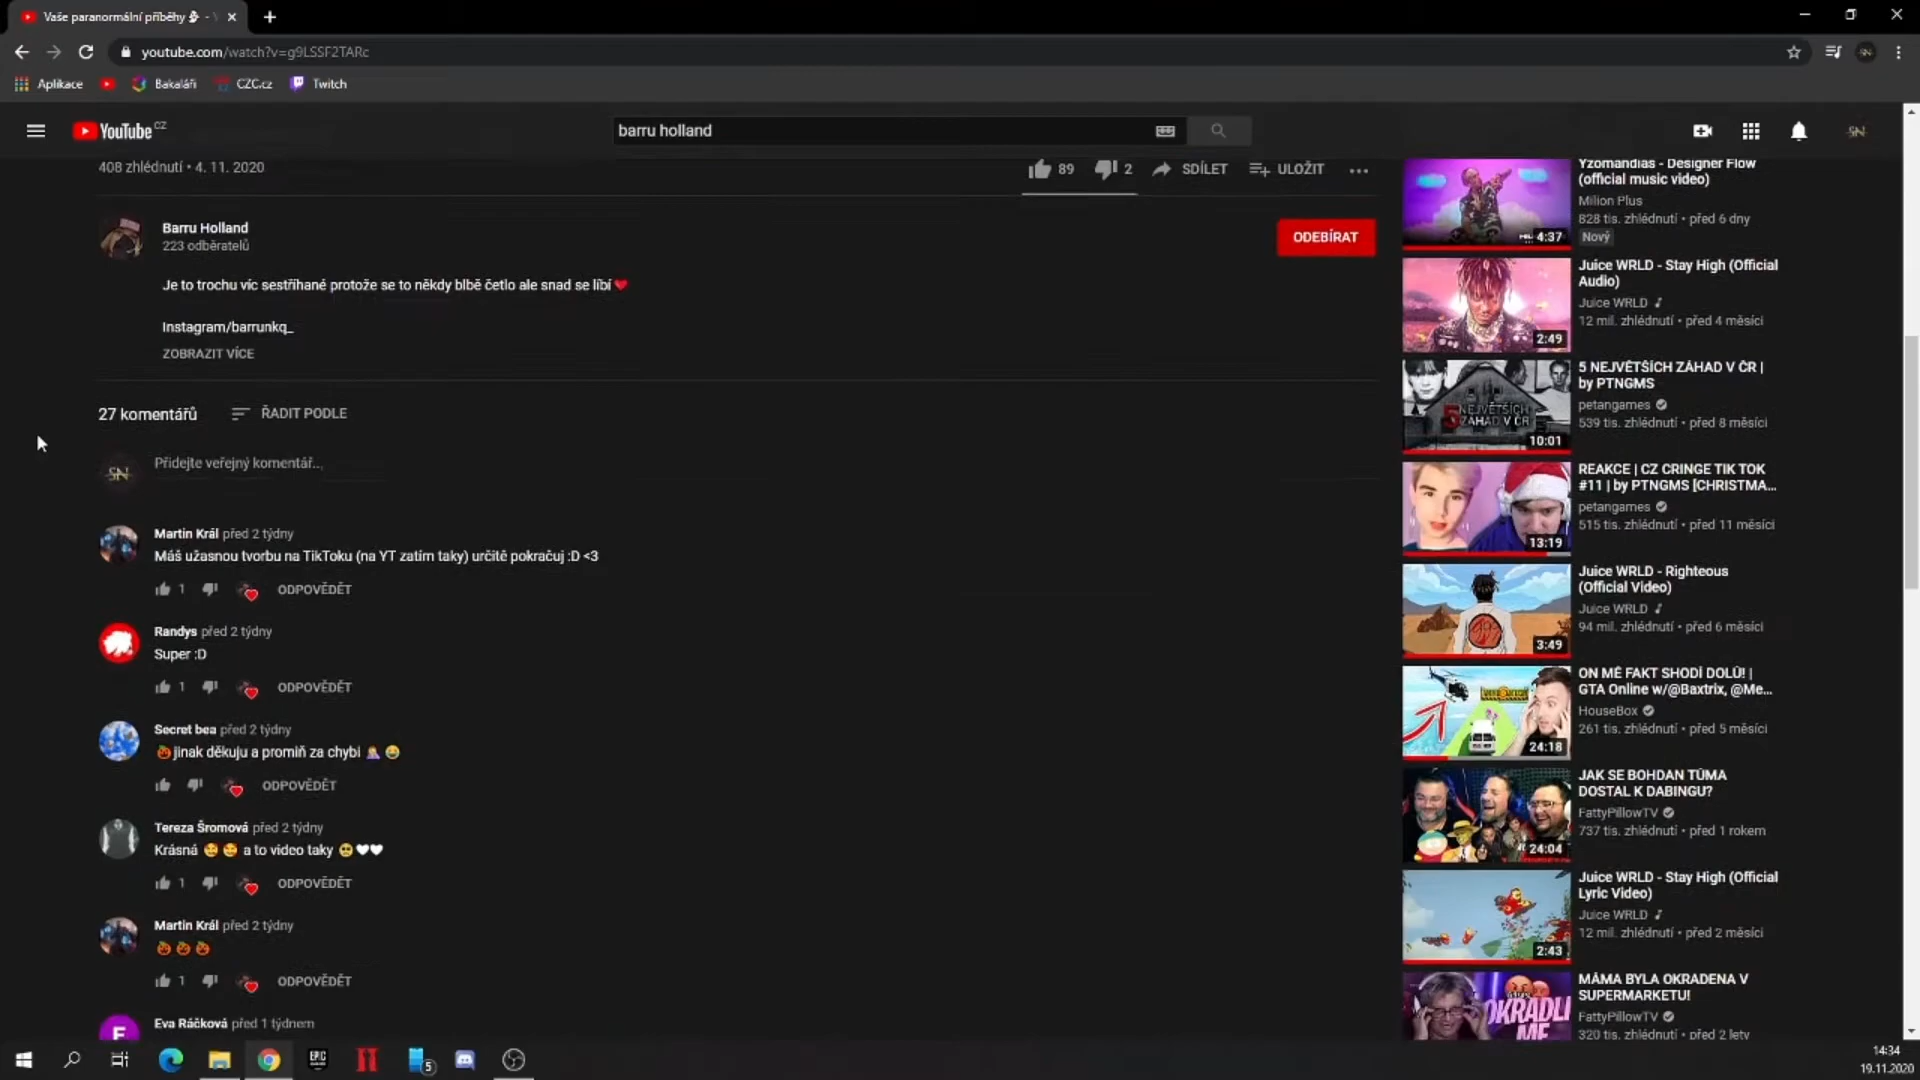 Vaše paranormální příběhy
youtube.com/watch?v=g9LSSF2TARc
Aplikace
Bakaláři
CZC.cz
Twitch
YouTube CZ
barru holland
SN
408 zhlédnutí • 4. 11. 2020
89
2
SDÍLET
ULOŽIT
Barru Holland
223 odběratelů
ODEBÍRAT
Je to trochu víc sestříhané protože se to někdy blbě četlo ale snad se líbí❤
Instagram/barrunkq_
ZOBRAZIT VÍCE
27 komentářů
ŘADIT PODLE
SN
Přidejte veřejný komentář...
Martin Král před 2 týdny
Máš užasnou tvorbu na TikToku (na YT zatím taky) určitě pokračuj :D <3
1
ODPOVĚDĚT
Randys před 2 týdny
Super :D
1
ODPOVĚDĚT
Secret bea před 2 týdny
🎃jinak děkuju a promiň za chybi 🤦‍♀️ 😂
ODPOVĚDĚT
Tereza Šromová před 2 týdny
Krásná 🥰 🥰 a to video taky 🥺🤍🤍
1
ODPOVĚDĚT
Martin Král před 2 týdny
🎃 🎃 🎃
1
ODPOVĚDĚT
E
Eva Ráčková před 1 týdnem
4:37
Yzomandias - Designer Flow
(official music video)
Milion Plus
828 tis. zhlédnutí • před 6 dny
Nový
2:49
Juice WRLD - Stay High (Official
Audio)
Juice WRLD
12 mil. zhlédnutí • před 4 měsíci
5 NEJVĚTŠÍCH
ZÁHAD V ČR
10:01
5 NEJVĚTŠÍCH ZÁHAD V ČR |
by PTNGMS
petangames
539 tis. zhlédnutí • před 8 měsíci
13:19
REAKCE | CZ CRINGE TIK TOK
#11 | by PTNGMS [CHRISTMA...
petangames
515 tis. zhlédnutí • před 11 měsíci
999
3:49
Juice WRLD - Righteous
(Official Video)
Juice WRLD
94 mil. zhlédnutí • před 6 měsíci
24:18
ON MĚ FAKT SHODÍ DOLŮ! |
GTA Online w/@Baxtrix, @Me...
HouseBox
261 tis. zhlédnutí • před 5 měsíci
24:04
JAK SE BOHDAN TŮMA
DOSTAL K DABINGU?
FattyPillowTV
737 tis. zhlédnutí • před 1 rokem
2:43
Juice WRLD - Stay High (Official
Lyric Video)
Juice WRLD
12 mil. zhlédnutí • před 2 měsíci
OKRADLI
MĚ
MÁMA BYLA OKRADENA V
SUPERMARKETU!
FattyPillowTV
320 tis. zhlédnutí • před 2 lety
EPIC
5
14:34
19.11.2020